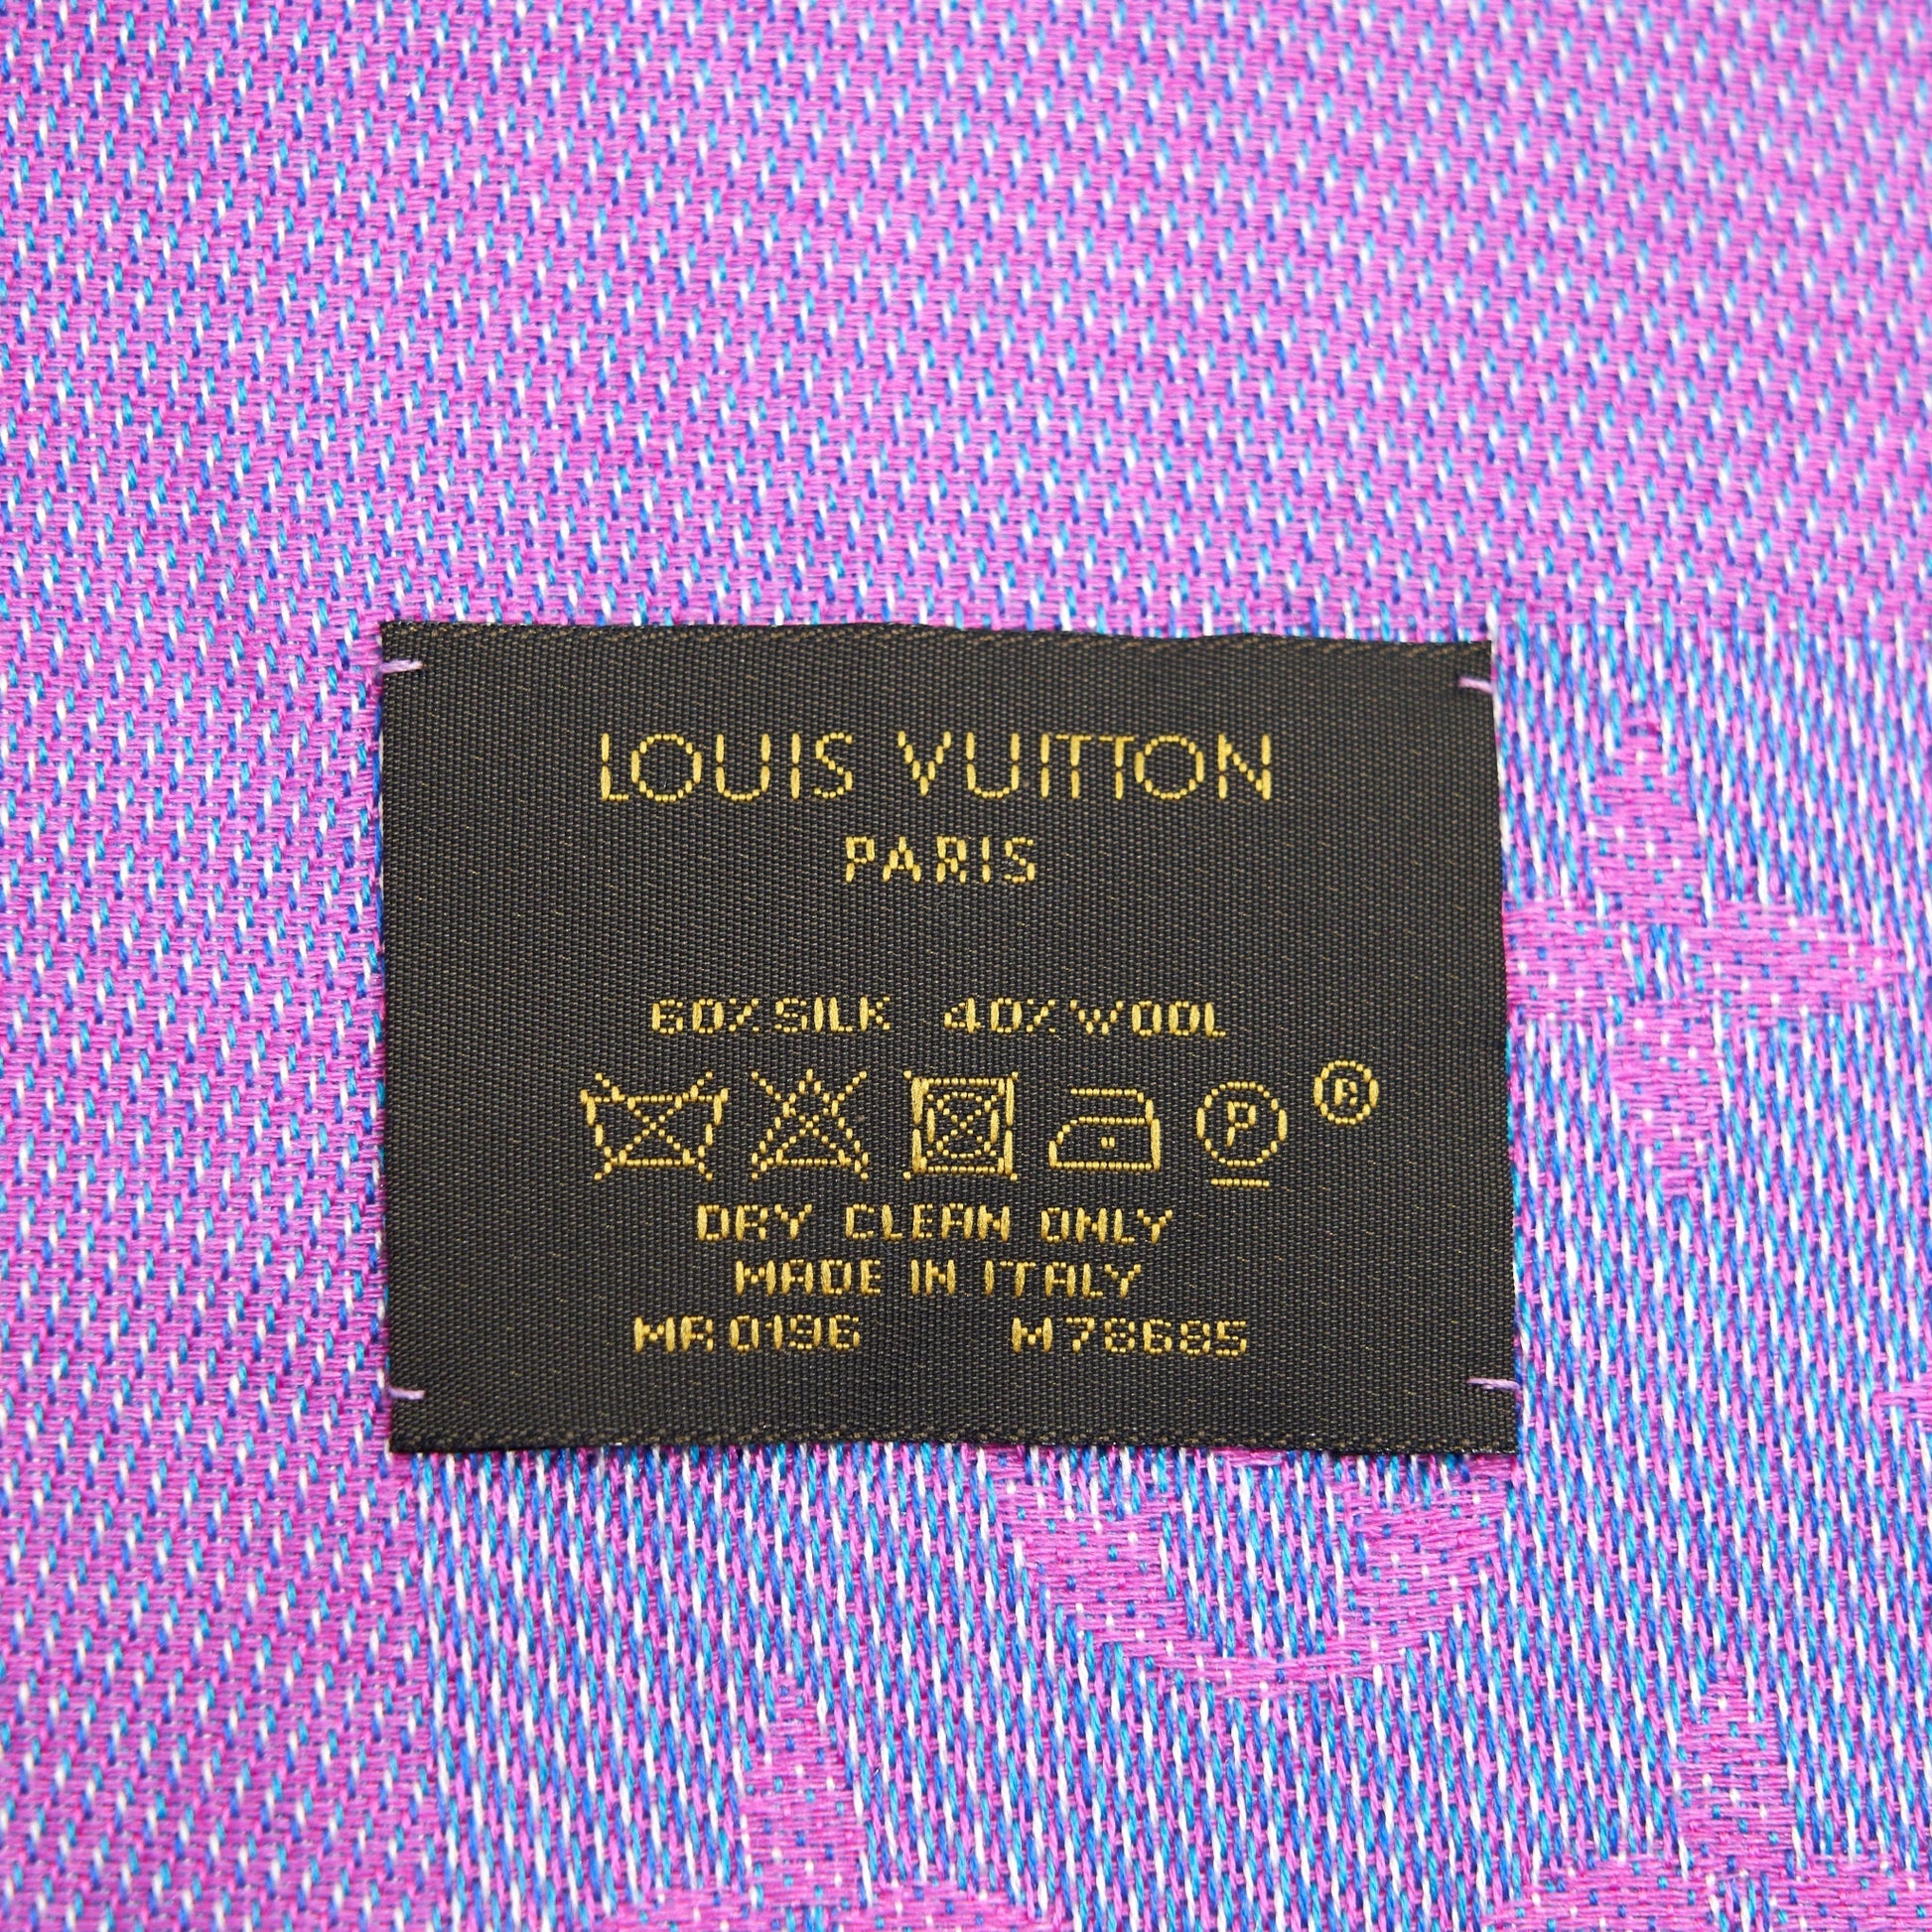 LOUIS VUITTON
PARIS
60% SILK 40% WOOL
P ®
DRY CLEAN ONLY
MADE IN ITALY
MR0196 M78685